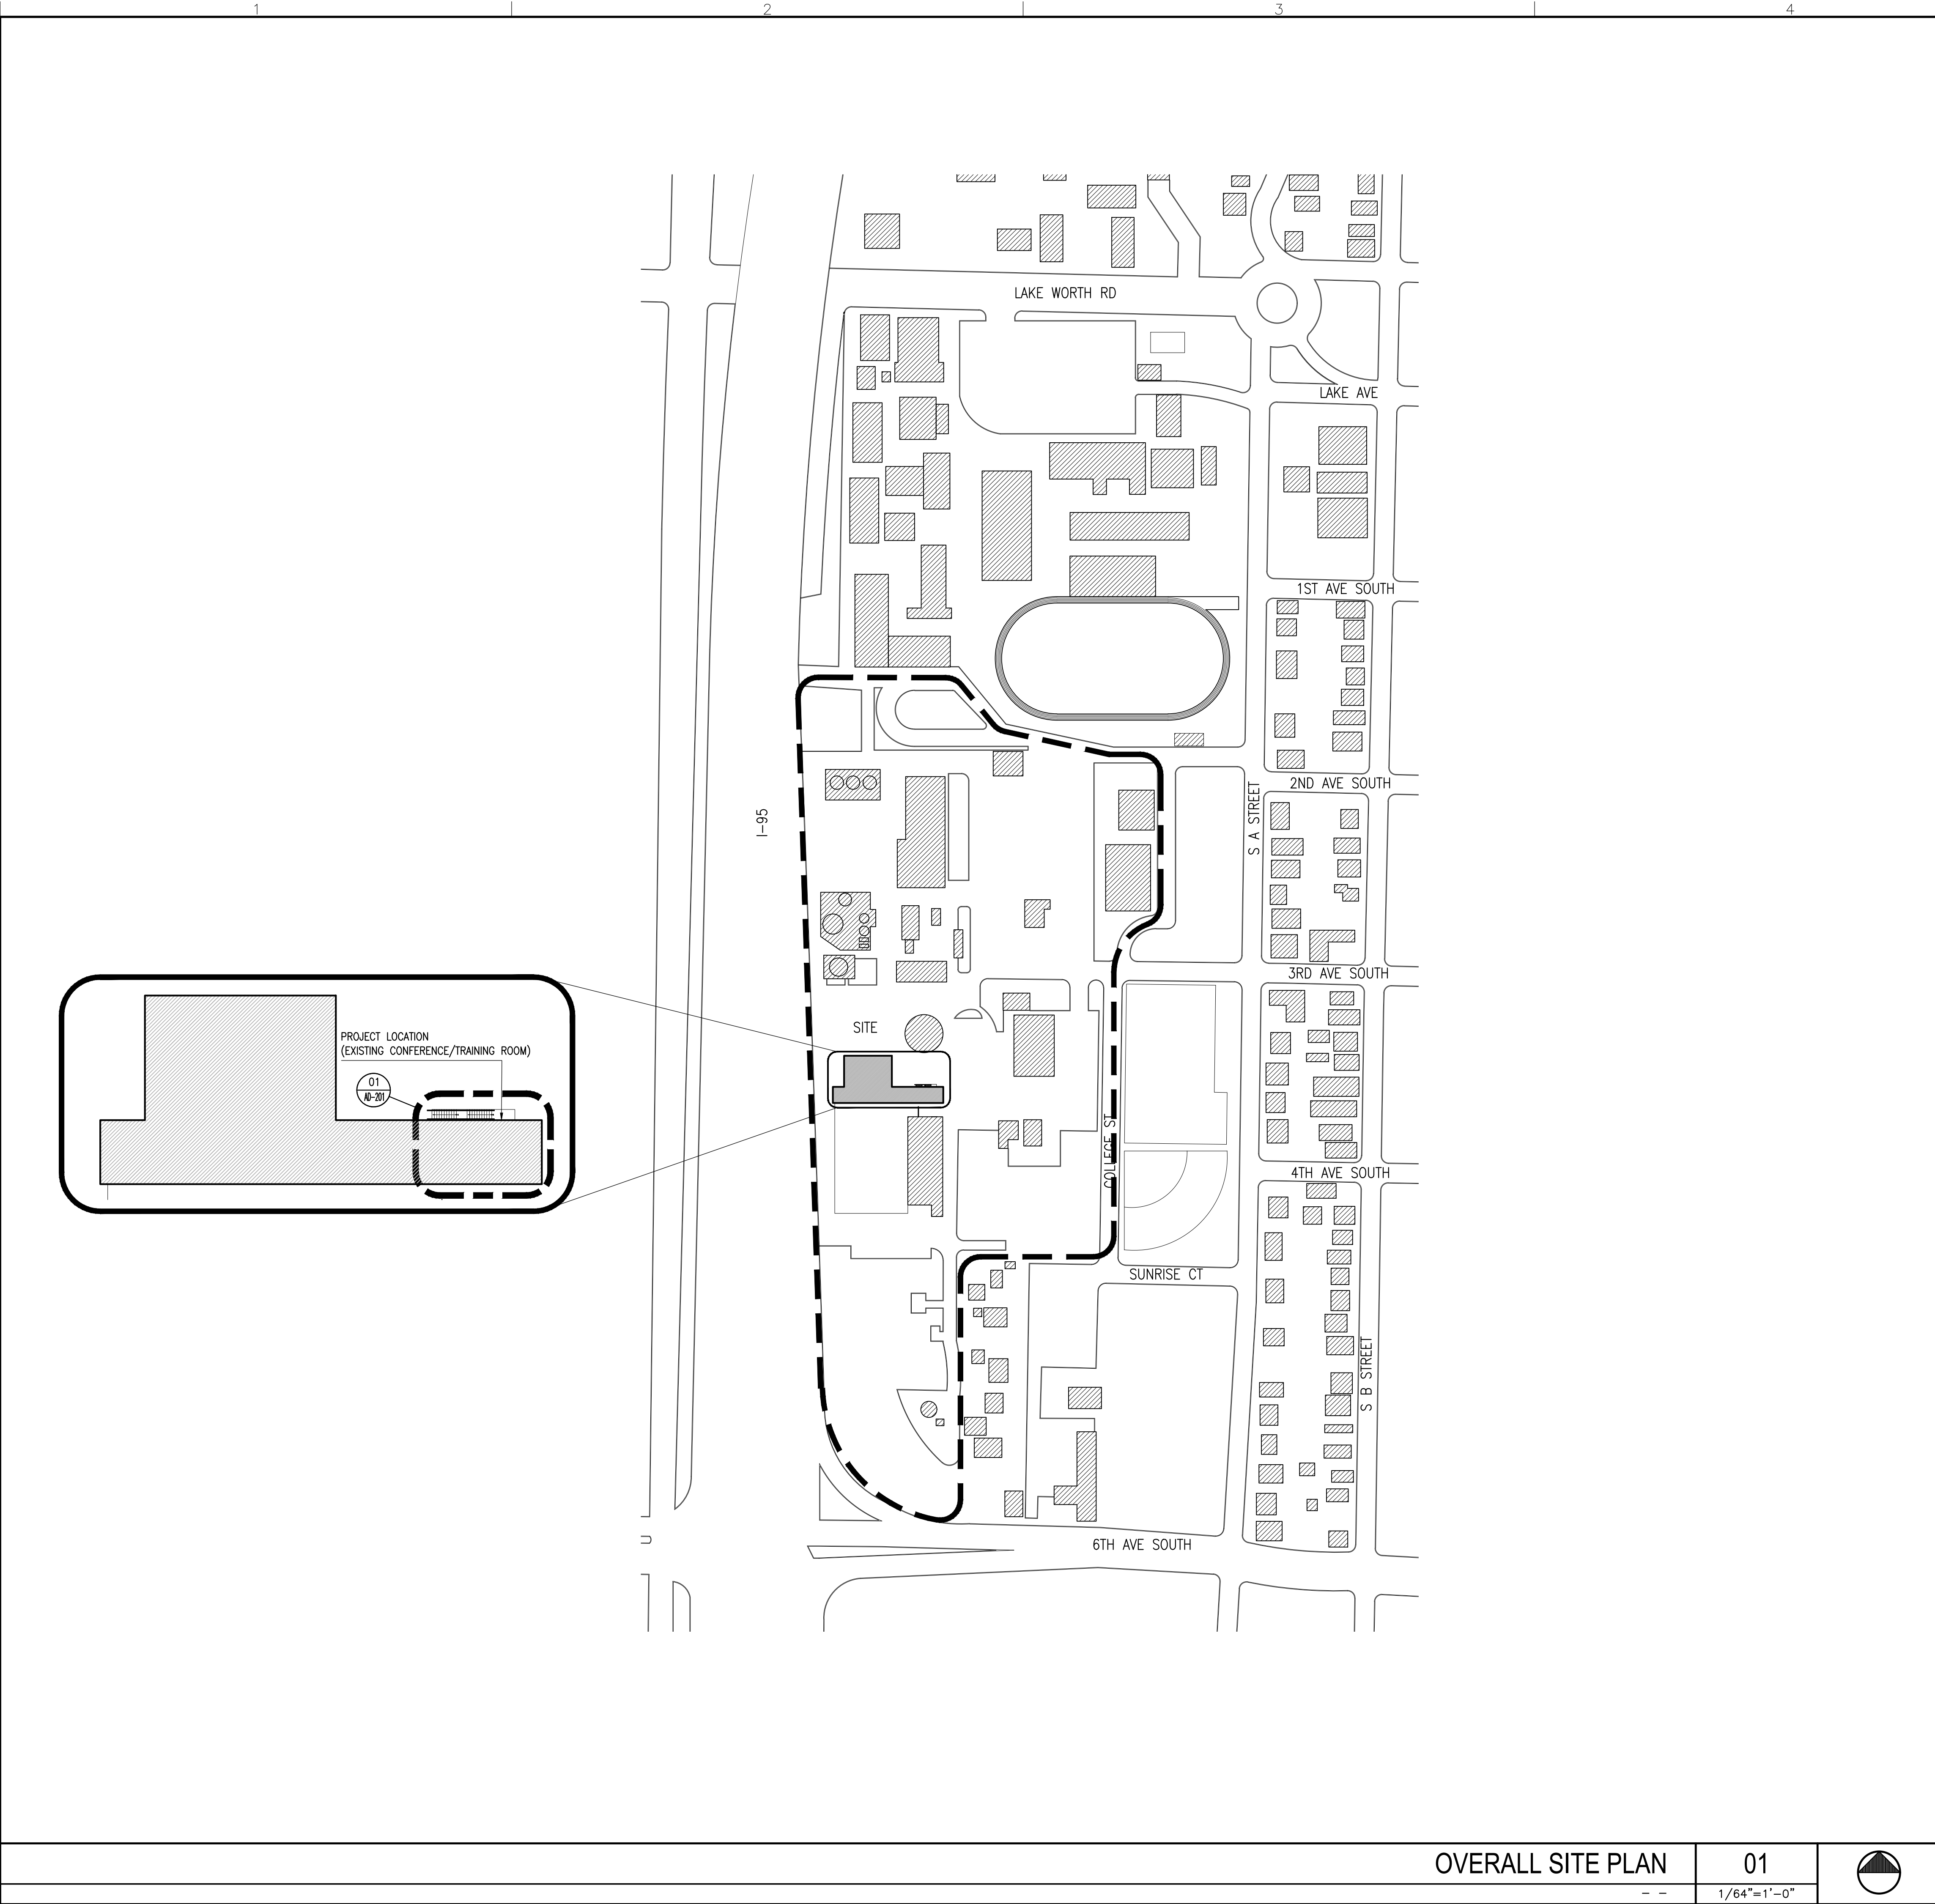 1 2 3 4
LAKE WORTH RD
LAKE AVE
1ST AVE SOUTH
2ND AVE SOUTH
S A STREET
I-95
3RD AVE SOUTH
SITE
PROJECT LOCATION
(EXISTING CONFERENCE/TRAINING ROOM)
01
AD-201
COLLEGE ST
4TH AVE SOUTH
SUNRISE CT
S B STREET
6TH AVE SOUTH
OVERALL SITE PLAN
01
- -
1/64"=1'-0"